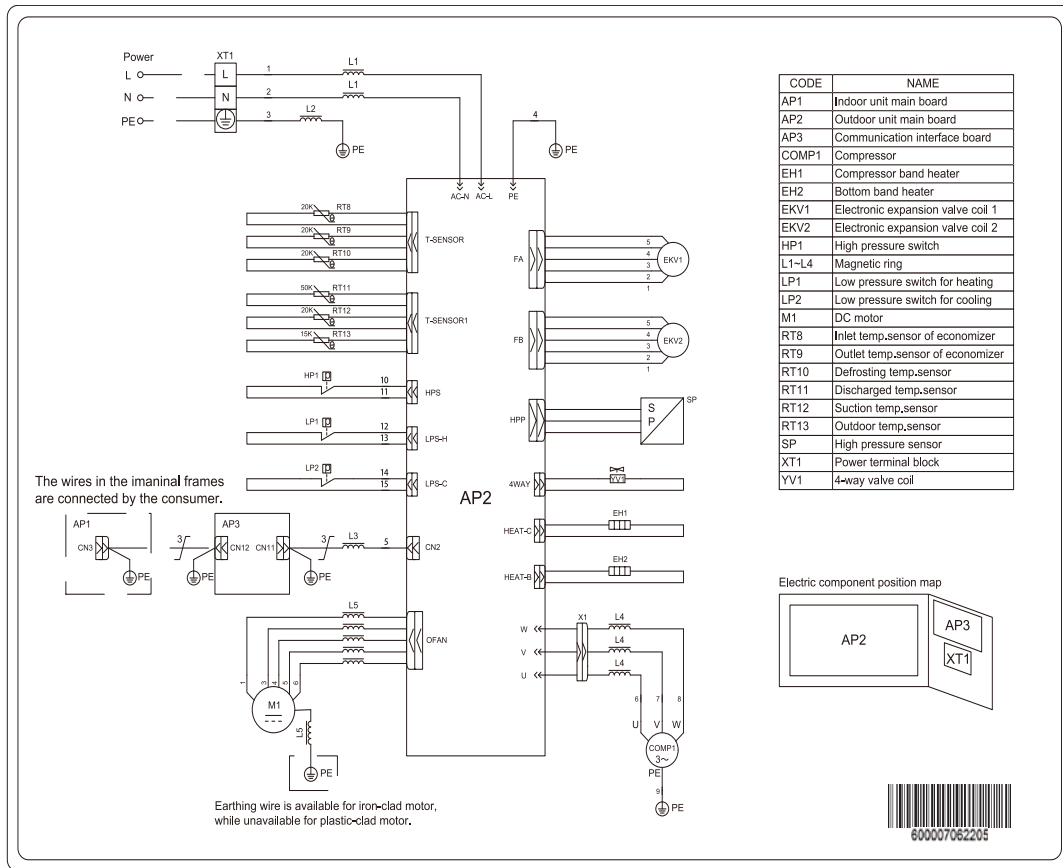 Power
XT1
L
L
1
L1
N
N
2
L1
PE
3
L2
PE
4
PE
AC-N
AC-L
PE
20K
RT8
20K
RT9
20K
RT10
T-SENSOR
50K
RT11
20K
RT12
15K
RT13
T-SENSOR1
HP1
P
10
11
HPS
LP1
P
12
13
LPS-H
LP2
P
14
15
LPS-C
AP2
FA
5
4
3
2
1
EKV1
FB
5
4
3
2
1
EKV2
HPP
S
P
SP
4WAY
YV1
HEAT-C
EH1
HEAT-B
EH2
The wires in the imaninal frames
are connected by the consumer.
AP1
CN3
PE
3
PE
AP3
CN12
CN11
PE
3
L3
5
CN2
L5
OFAN
1
3
4
5
6
M1
L5
PE
Earthing wire is available for iron-clad motor,
while unavailable for plastic-clad motor.
W
V
U
X1
L4
L4
L4
6
7
8
U
V
W
COMP1
3~
PE
9
PE
CODE NAME
AP1 Indoor unit main board
AP2 Outdoor unit main board
AP3 Communication interface board
COMP1 Compressor
EH1 Compressor band heater
EH2 Bottom band heater
EKV1 Electronic expansion valve coil 1
EKV2 Electronic expansion valve coil 2
HP1 High pressure switch
L1~L4 Magnetic ring
LP1 Low pressure switch for heating
LP2 Low pressure switch for cooling
M1 DC motor
RT8 Inlet temp.sensor of economizer
RT9 Outlet temp.sensor of economizer
RT10 Defrosting temp.sensor
RT11 Discharged temp.sensor
RT12 Suction temp.sensor
RT13 Outdoor temp.sensor
SP High pressure sensor
XT1 Power terminal block
YV1 4-way valve coil
Electric component position map
AP2
AP3
XT1
600007062205